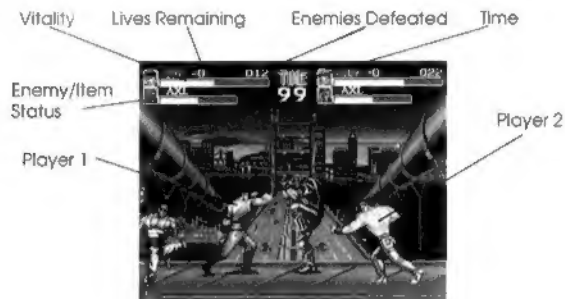 Vitality Lives Remaining Enemies Defeated Time
012 TIME 022
AXL 99 AXL
Enemy/Item
Status
Player 1
Player 2